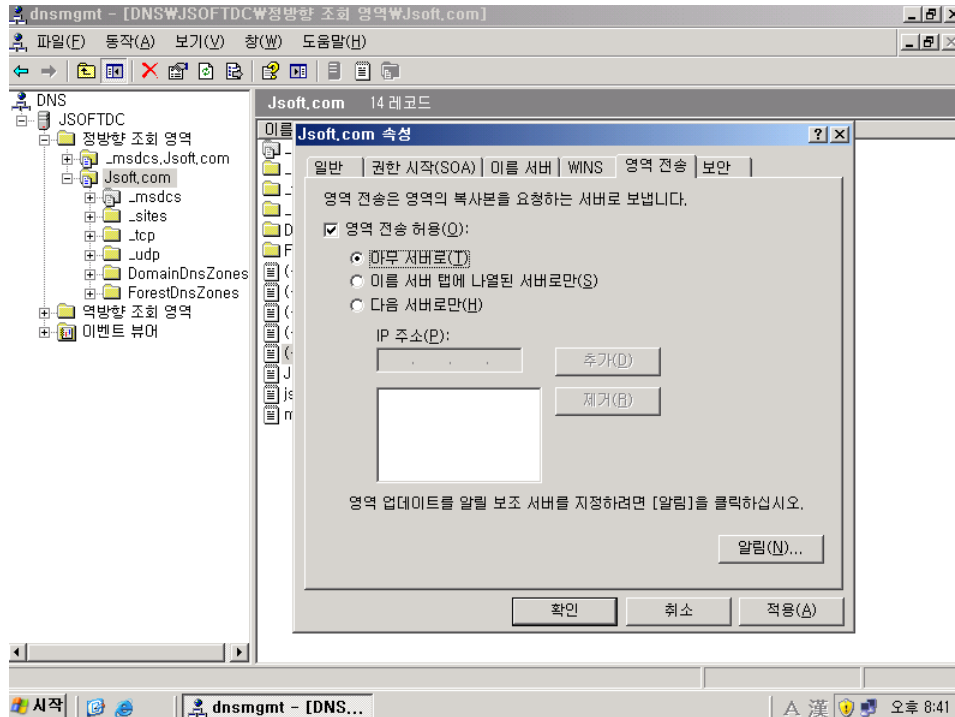 dnsmgmt - [DNS₩JSOFTDC₩정방향 조회 영역₩Jsoft.com]
파일(F) 동작(A) 보기(V) 창(W) 도움말(H)
DNS
JSOFTDC
정방향 조회 영역
_msdcs.Jsoft.com
Jsoft.com
_msdcs
_sites
_tcp
_udp
DomainDnsZones
ForestDnsZones
역방향 조회 영역
이벤트 뷰어
Jsoft.com 14 레코드
이름
Jsoft.com 속성
일반 권한 시작(SOA) 이름 서버 WINS 영역 전송 보안
영역 전송은 영역의 복사본을 요청하는 서버로 보냅니다.
영역 전송 허용(O):
아무 서버로(T)
이름 서버 탭에 나열된 서버로만(S)
다음 서버로만(H)
IP 주소(P):
추가(D)
제거(R)
영역 업데이트를 알릴 보조 서버를 지정하려면 [알림]을 클릭하십시오.
알림(N)...
확인 취소 적용(A)
시작 dnsmgmt - [DNS... A 漢 오후 8:41